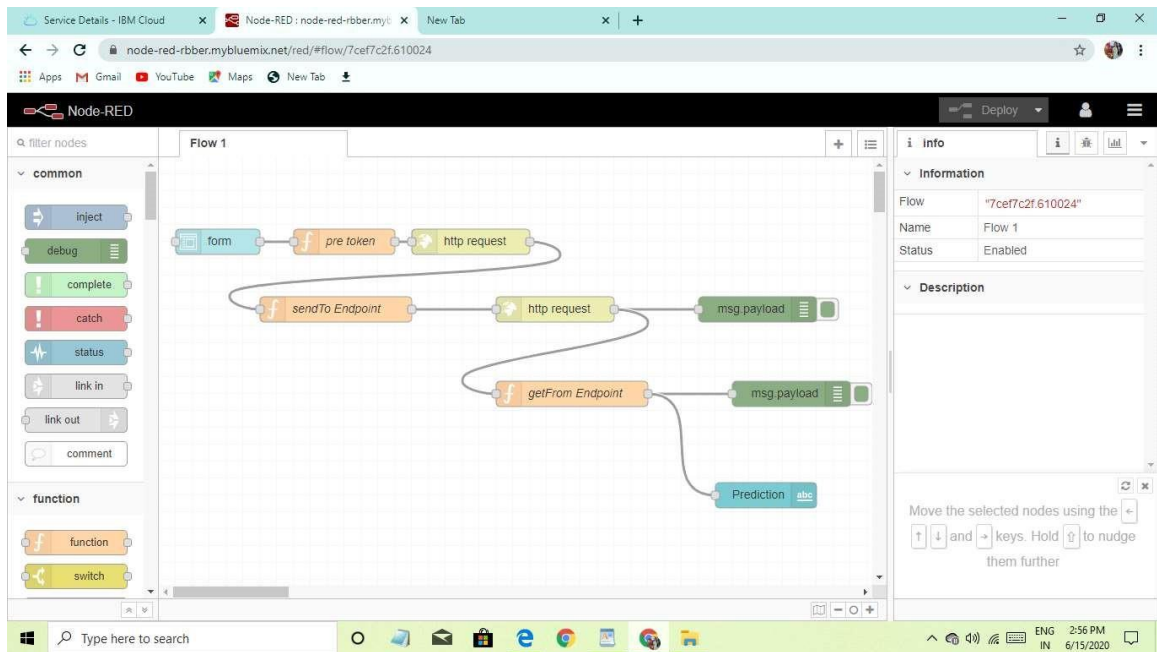 Service Details - IBM Cloud
Node-RED : node-red-rbber.myb
New Tab
node-red-rbber.mybluemix.net/red/#flow/7cef7c2f.610024
Apps
Gmail
YouTube
Maps
New Tab
Node-RED
Deploy
filter nodes
Flow 1
i info
common
inject
debug
complete
catch
status
link in
link out
comment
function
function
switch
form
pre token
http request
sendTo Endpoint
http request
msg.payload
getFrom Endpoint
msg.payload
Prediction
abc
Information
Flow "7cef7c2f.610024"
Name Flow 1
Status Enabled
Description
Move the selected nodes using the ←
↑ ↓ and → keys. Hold ⇧ to nudge
them further
Type here to search
ENG
IN
2:56 PM
6/15/2020